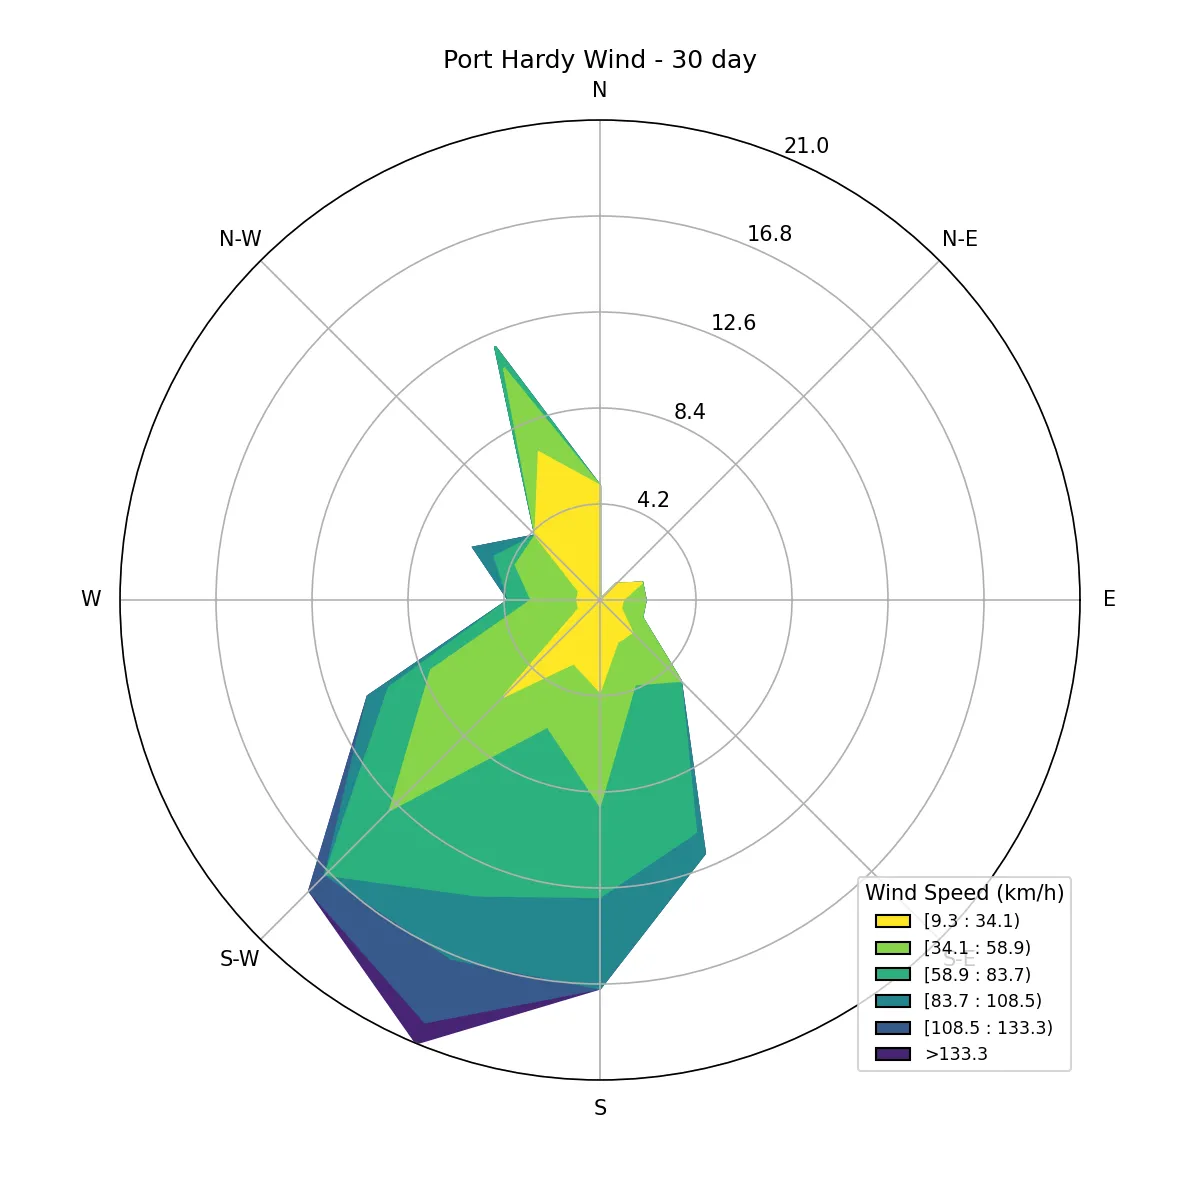 Port Hardy Wind - 30 day
N
21.0
N-W
16.8
N-E
12.6
8.4
4.2
W
E
Wind Speed (km/h)
[9.3 : 34.1)
[34.1 : 58.9)
S-W
S-E
[58.9 : 83.7)
[83.7 : 108.5)
[108.5 : 133.3)
>133.3
S